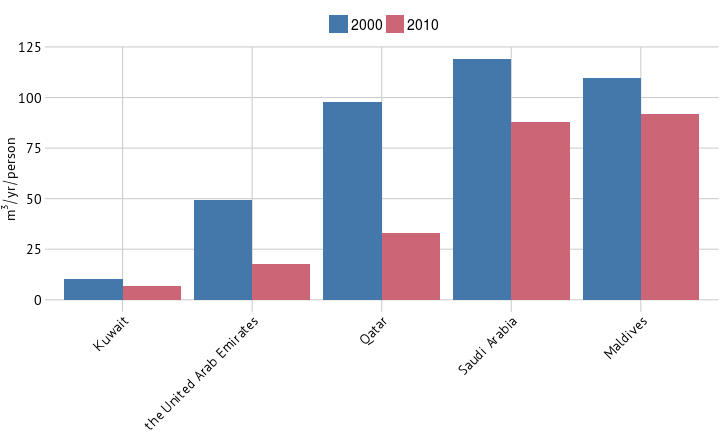 2000 2010
125
100
75
50
25
0
m³/yr/person
Kuwait
the United Arab Emirates
Qatar
Saudi Arabia
Maldives